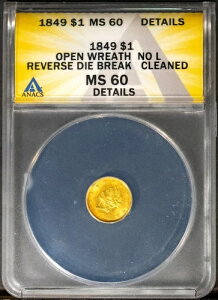 1849 $1 MS 60 DETAILS
1849 $1
OPEN WREATH NO L
REVERSE DIE BREAK CLEANED
MS 60
DETAILS
ANACS